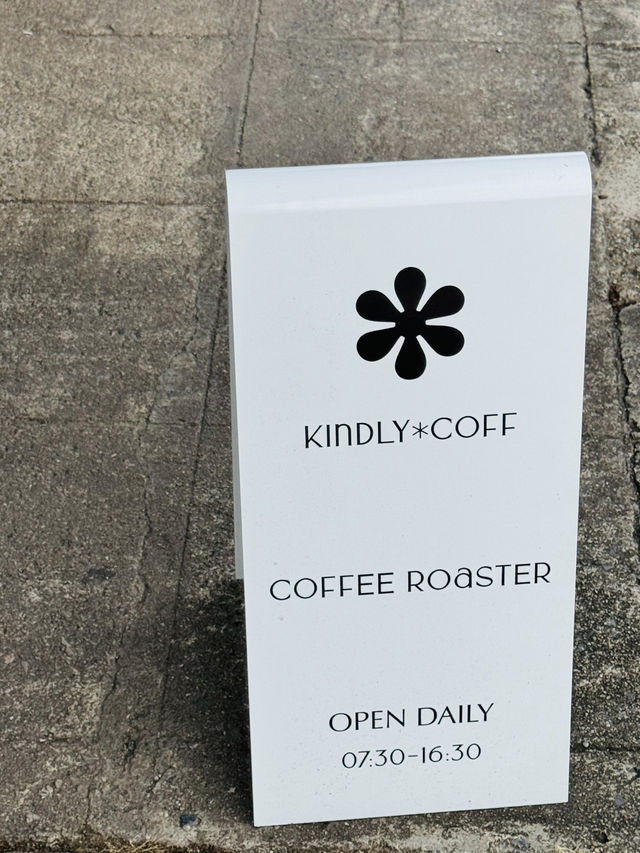 KINDLY*COFF
COFFEE ROaSTER
OPEN DAILY
07:30-16:30